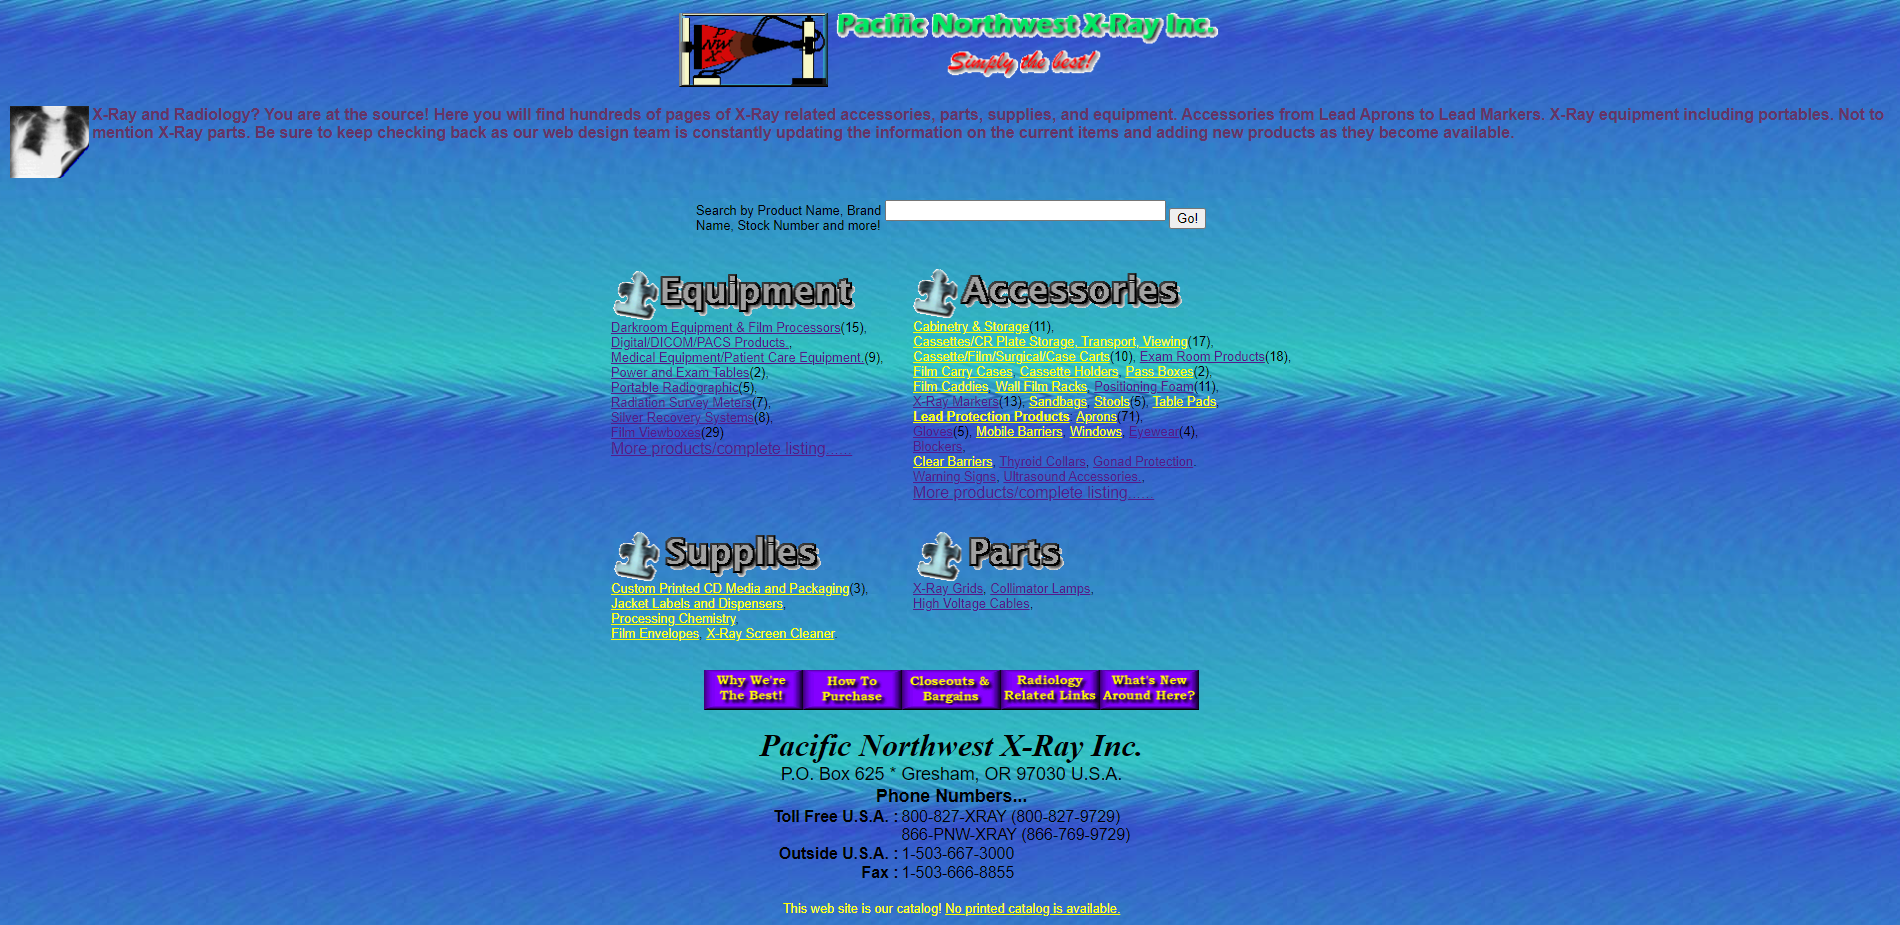 P
NW
X
Pacific Northwest X-Ray Inc.
Simply the best!
X-Ray and Radiology? You are at the source! Here you will find hundreds of pages of X-Ray related accessories, parts, supplies, and equipment. Accessories from Lead Aprons to Lead Markers. X-Ray equipment including portables. Not to
mention X-Ray parts. Be sure to keep checking back as our web design team is constantly updating the information on the current items and adding new products as they become available.
Search by Product Name, Brand
Name, Stock Number and more!
Go!
Equipment
Darkroom Equipment & Film Processors(15),
Digital/DICOM/PACS Products.,
Medical Equipment/Patient Care Equipment.(9),
Power and Exam Tables(2),
Portable Radiographic(5),
Radiation Survey Meters(7),
Silver Recovery Systems(8),
Film Viewboxes(29)
More products/complete listing......
Accessories
Cabinetry & Storage(11),
Cassettes/CR Plate Storage, Transport, Viewing(17),
Cassette/Film/Surgical/Case Carts(10), Exam Room Products(18),
Film Carry Cases, Cassette Holders, Pass Boxes(2),
Film Caddies, Wall Film Racks, Positioning Foam(11),
X-Ray Markers(13), Sandbags, Stools(5), Table Pads,
Lead Protection Products, Aprons(71),
Gloves(5), Mobile Barriers, Windows, Eyewear(4),
Blockers,
Clear Barriers, Thyroid Collars, Gonad Protection.
Warning Signs, Ultrasound Accessories.,
More products/complete listing......
Supplies
Custom Printed CD Media and Packaging(3),
Jacket Labels and Dispensers,
Processing Chemistry,
Film Envelopes, X-Ray Screen Cleaner
Parts
X-Ray Grids, Collimator Lamps,
High Voltage Cables,
Why We're
The Best!
How To
Purchase
Closeouts &
Bargains
Radiology
Related Links
What's New
Around Here?
Pacific Northwest X-Ray Inc.
P.O. Box 625 * Gresham, OR 97030 U.S.A.
Phone Numbers...
Toll Free U.S.A. : 800-827-XRAY (800-827-9729)
866-PNW-XRAY (866-769-9729)
Outside U.S.A. : 1-503-667-3000
Fax : 1-503-666-8855
This web site is our catalog! No printed catalog is available.